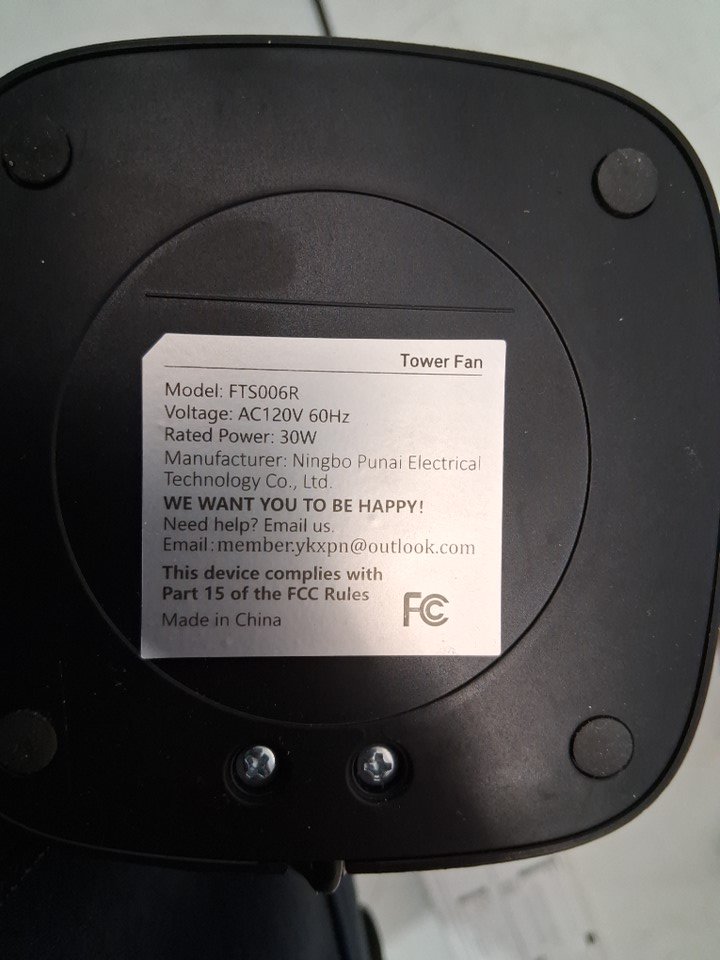 Tower Fan
Model: FTS006R
Voltage: AC120V 60Hz
Rated Power: 30W
Manufacturer: Ningbo Punai Electrical
Technology Co., Ltd.
WE WANT YOU TO BE HAPPY!
Need help? Email us.
Email: member.ykxpn@outlook.com
This device complies with
Part 15 of the FCC Rules
FC
Made in China